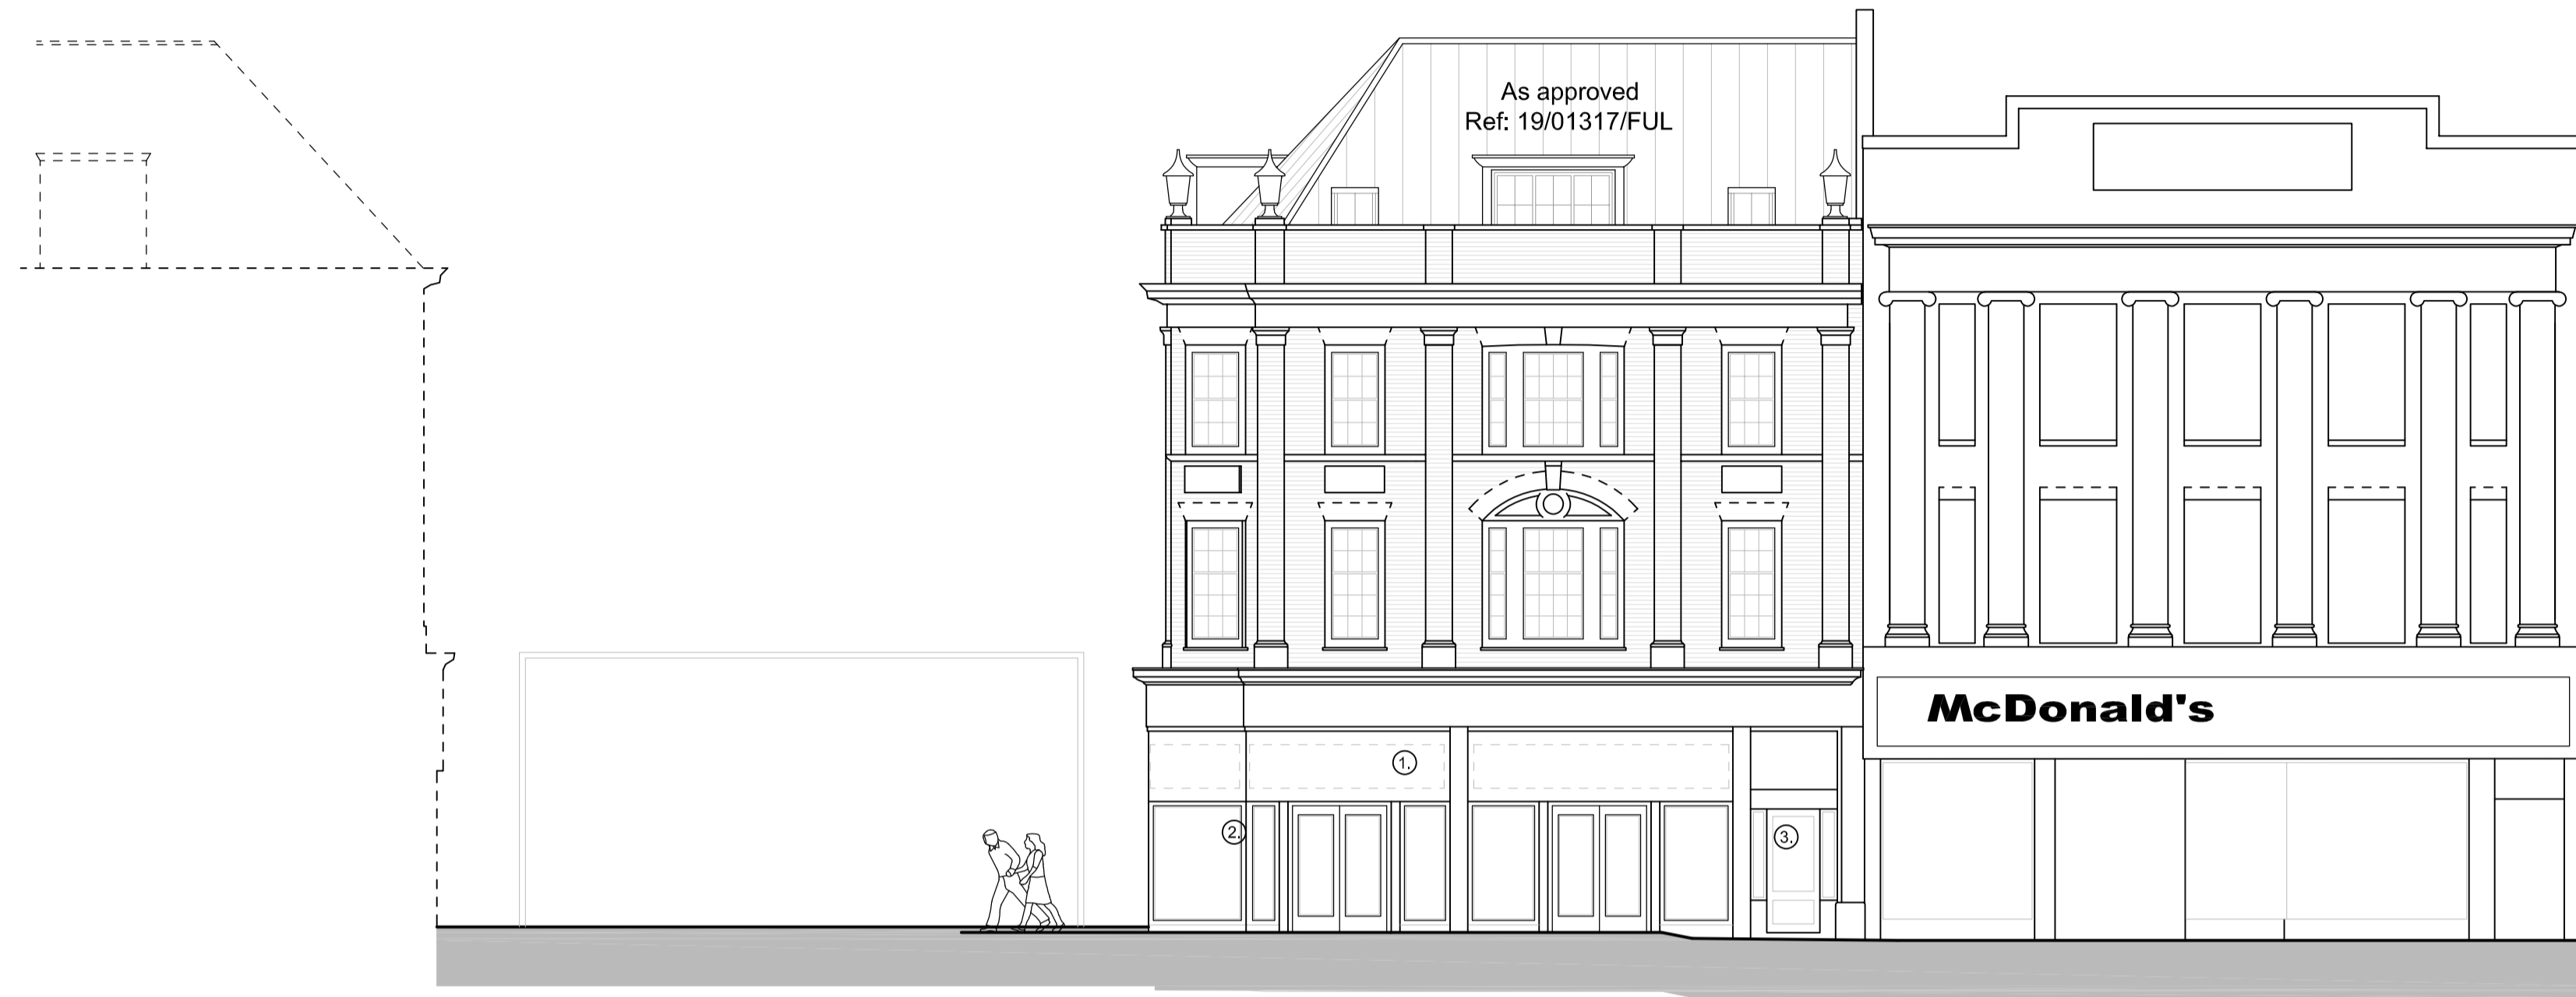 As approved
Ref: 19/01317/FUL
McDonald's
1.
2.
3.